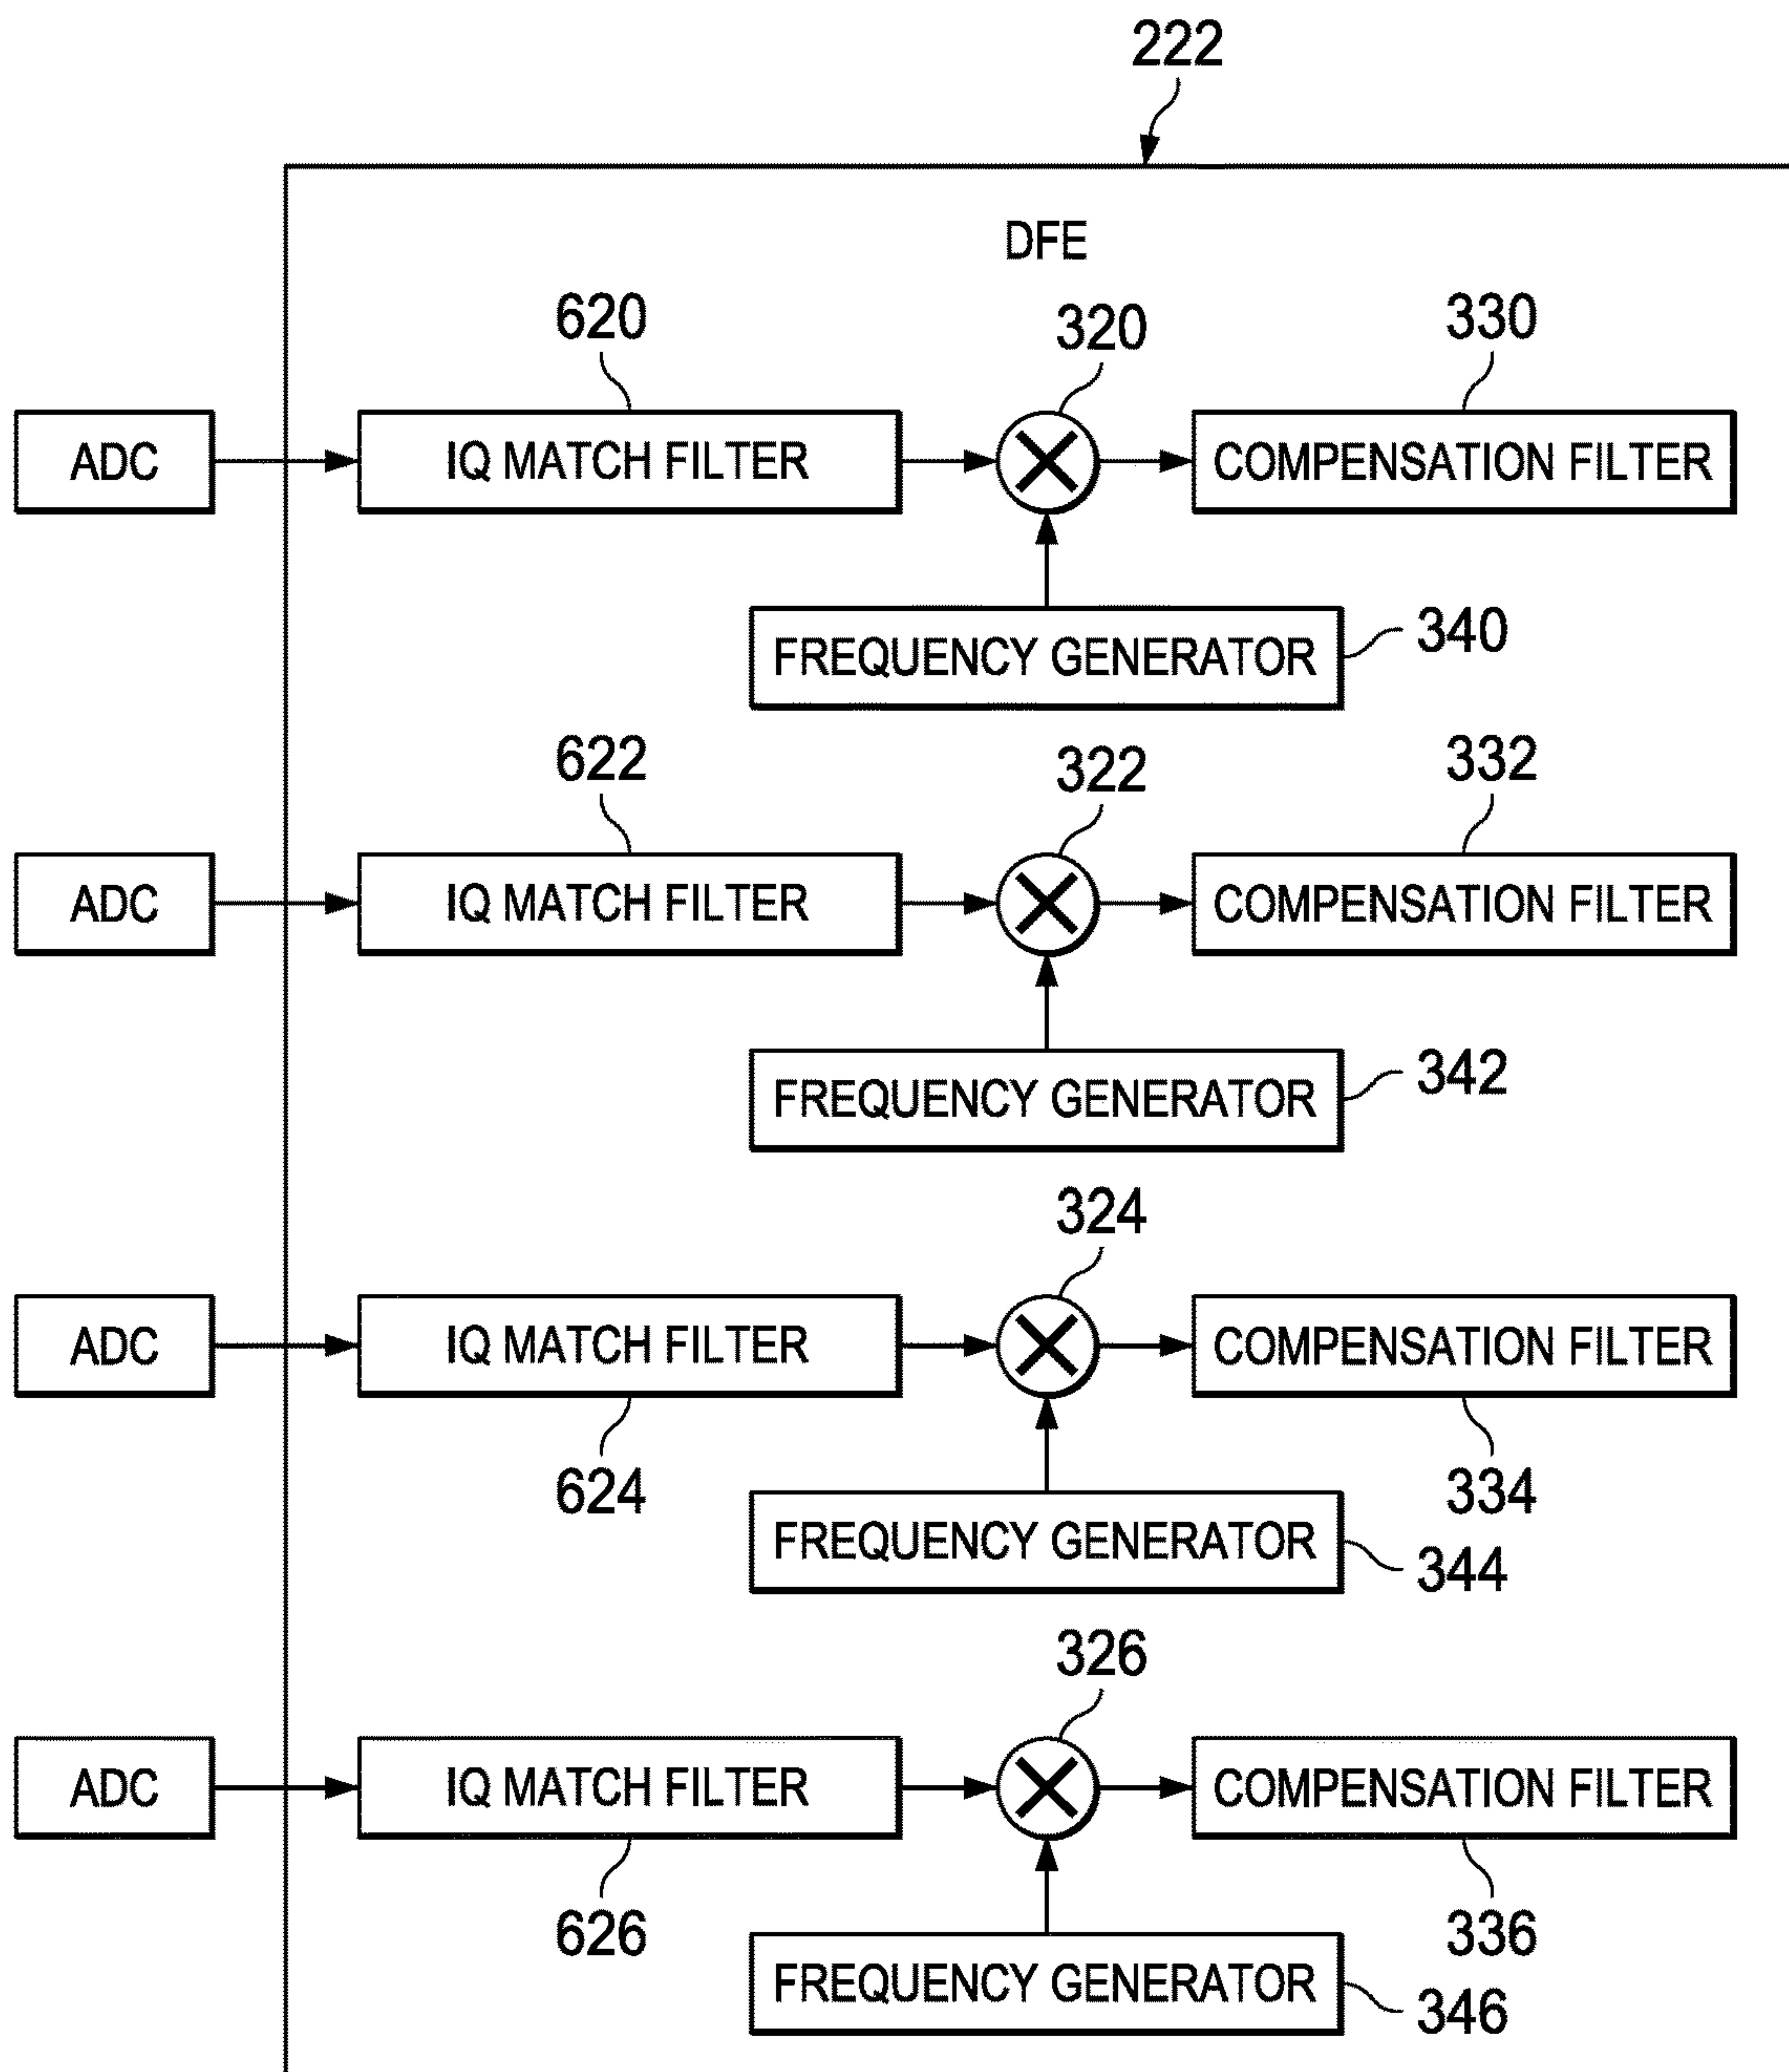 222
DFE
620
320
330
ADC
IQ MATCH FILTER
COMPENSATION FILTER
FREQUENCY GENERATOR
340
622
322
332
ADC
IQ MATCH FILTER
COMPENSATION FILTER
FREQUENCY GENERATOR
342
324
ADC
IQ MATCH FILTER
COMPENSATION FILTER
624
334
FREQUENCY GENERATOR
344
326
ADC
IQ MATCH FILTER
COMPENSATION FILTER
626
336
FREQUENCY GENERATOR
346